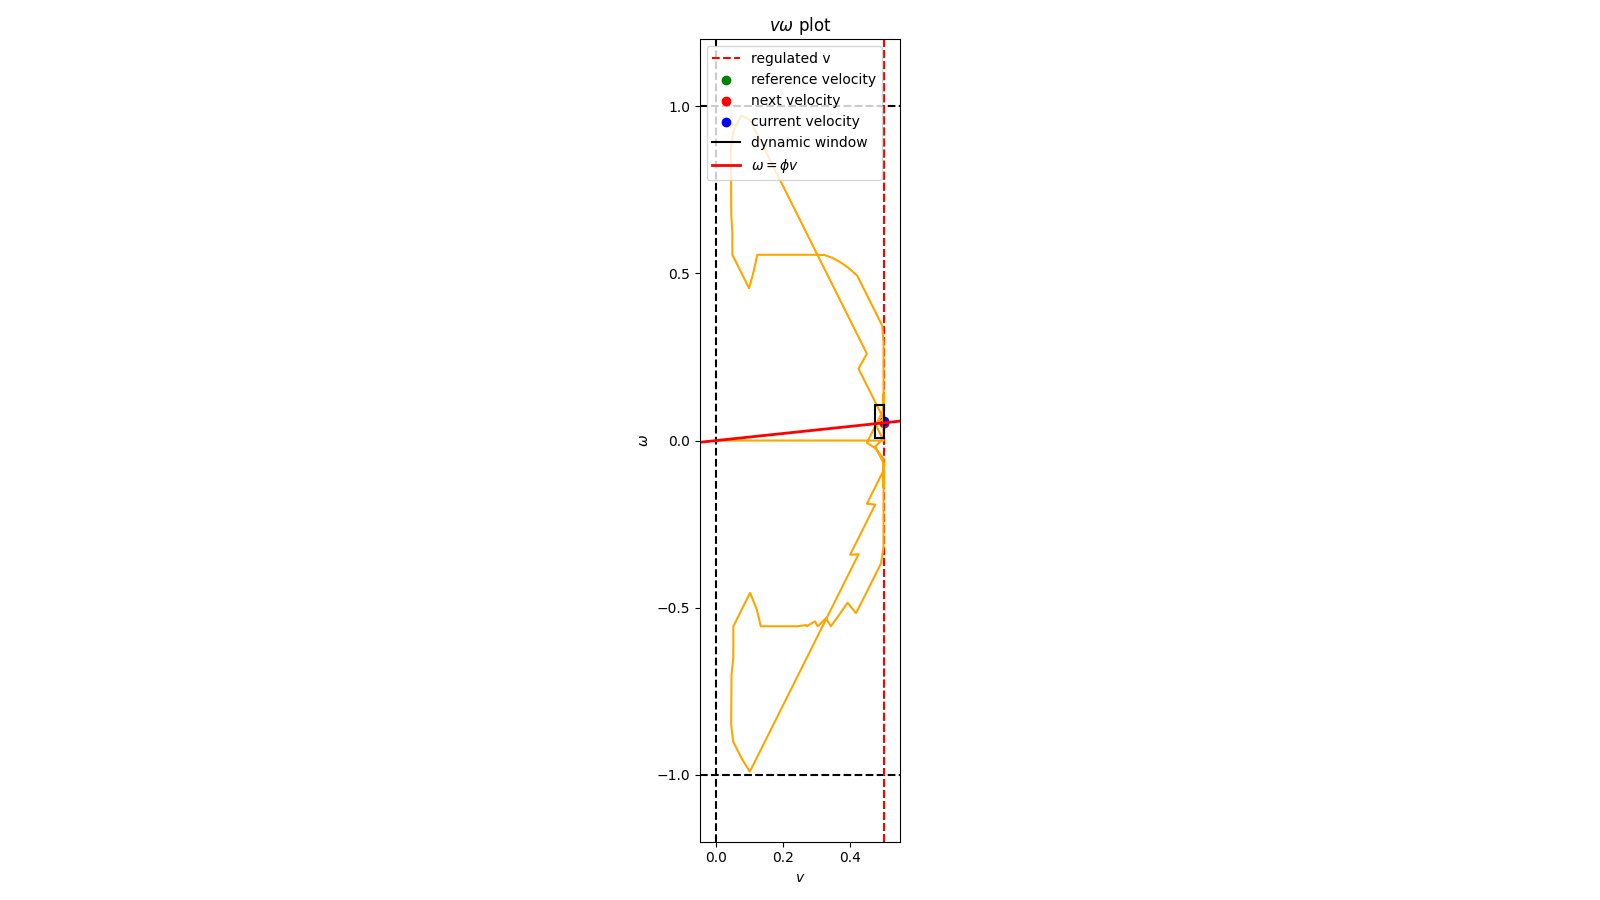 vω plot
regulated v
reference velocity
next velocity
current velocity
dynamic window
ω = ϕv
1.0
0.5
0.0
−0.5
−1.0
ω
0.0 0.2 0.4
v